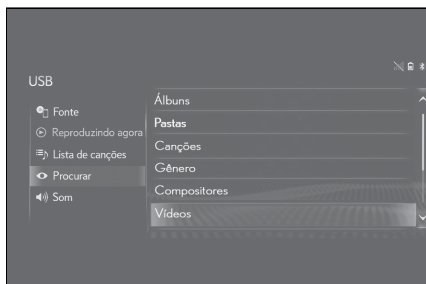 USB
Fonte
Reproduzindo agora
Lista de canções
Procurar
Som
Álbuns
Pastas
Canções
Gênero
Compositores
Vídeos